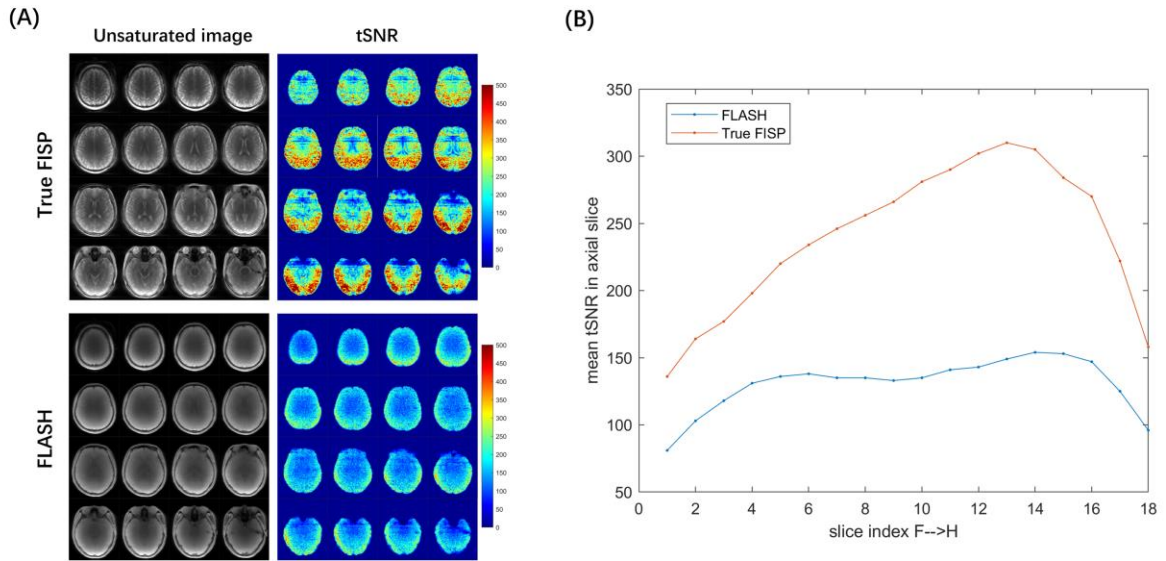 (A)
Unsaturated image
tSNR
True FISP
500
450
400
350
300
250
200
150
100
50
0
FLASH
500
450
400
350
300
250
200
150
100
50
0
(B)
350
300
250
200
150
100
50
mean tSNR in axial slice
FLASH
True FISP
0 2 4 6 8 10 12 14 16 18
slice index F-->H